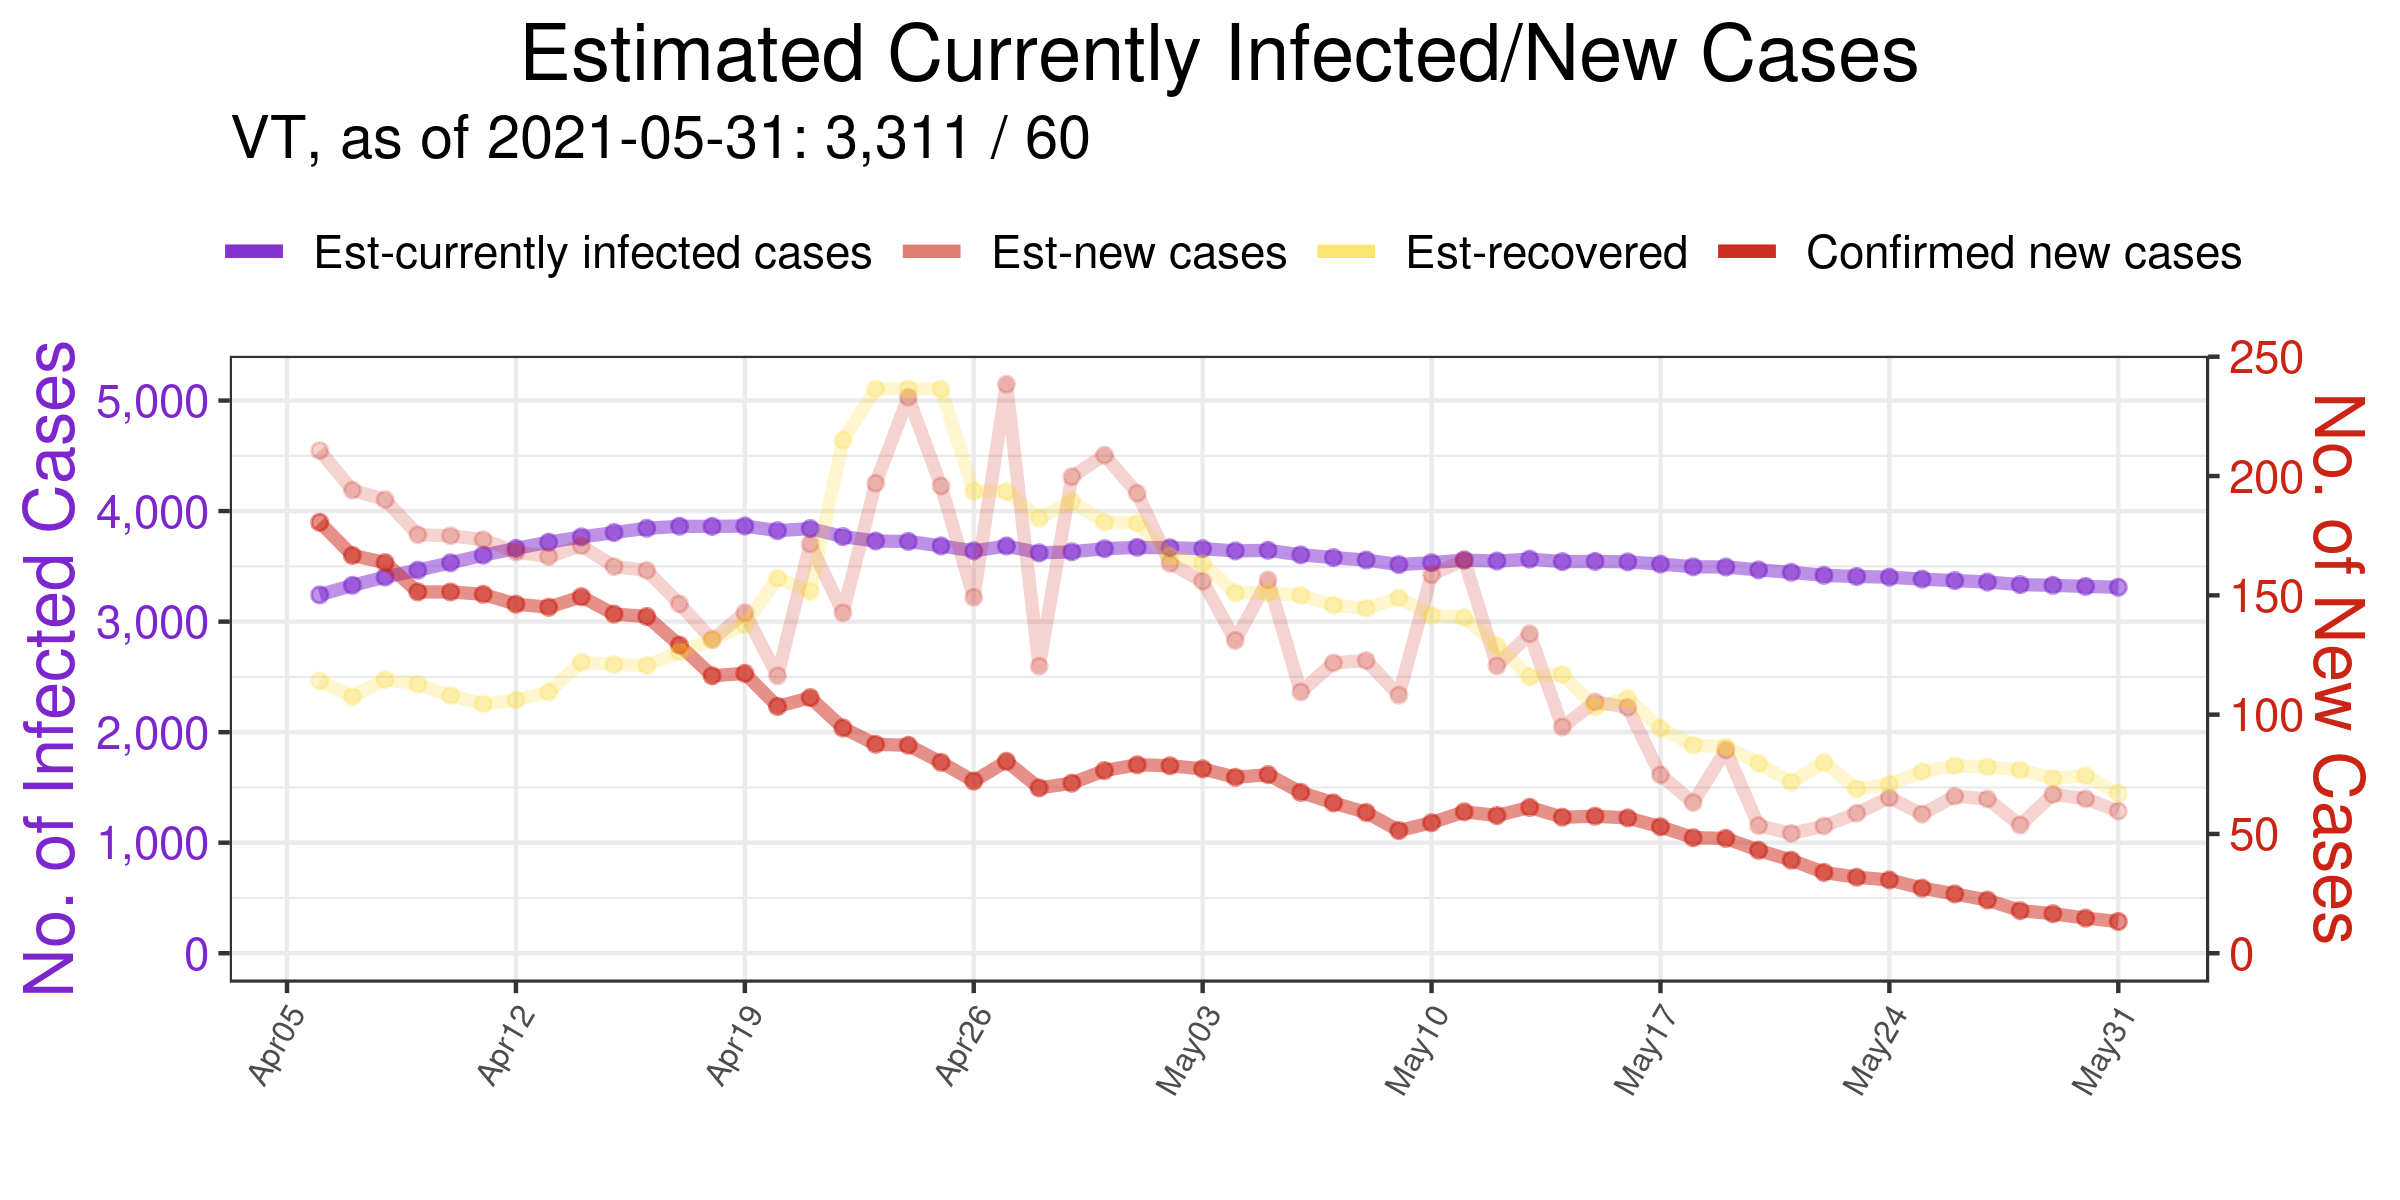 Estimated Currently Infected/New Cases
VT, as of 2021-05-31: 3,311 / 60
Est-currently infected cases Est-new cases Est-recovered Confirmed new cases
No. of Infected Cases
5,000
4,000
3,000
2,000
1,000
0
250
200
150
100
50
0
No. of New Cases
Apr05 Apr12 Apr19 Apr26 May03 May10 May17 May24 May31